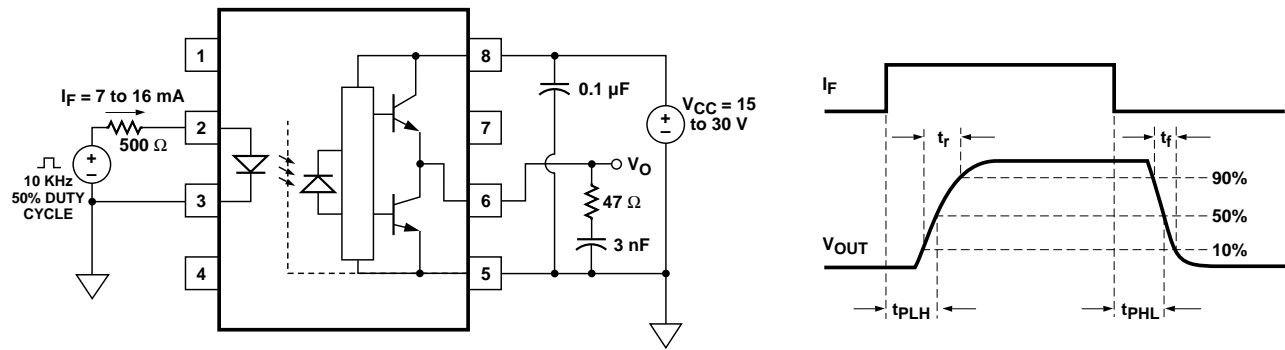 1
8
I_F = 7 to 16 mA
0.1 µF
V_CC = 15
to 30 V
2
500 Ω
7
10 KHz
50% DUTY
CYCLE
V_O
3
6
47 Ω
3 nF
4
5
I_F
t_r
t_f
90%
50%
10%
V_OUT
t_PLH
t_PHL